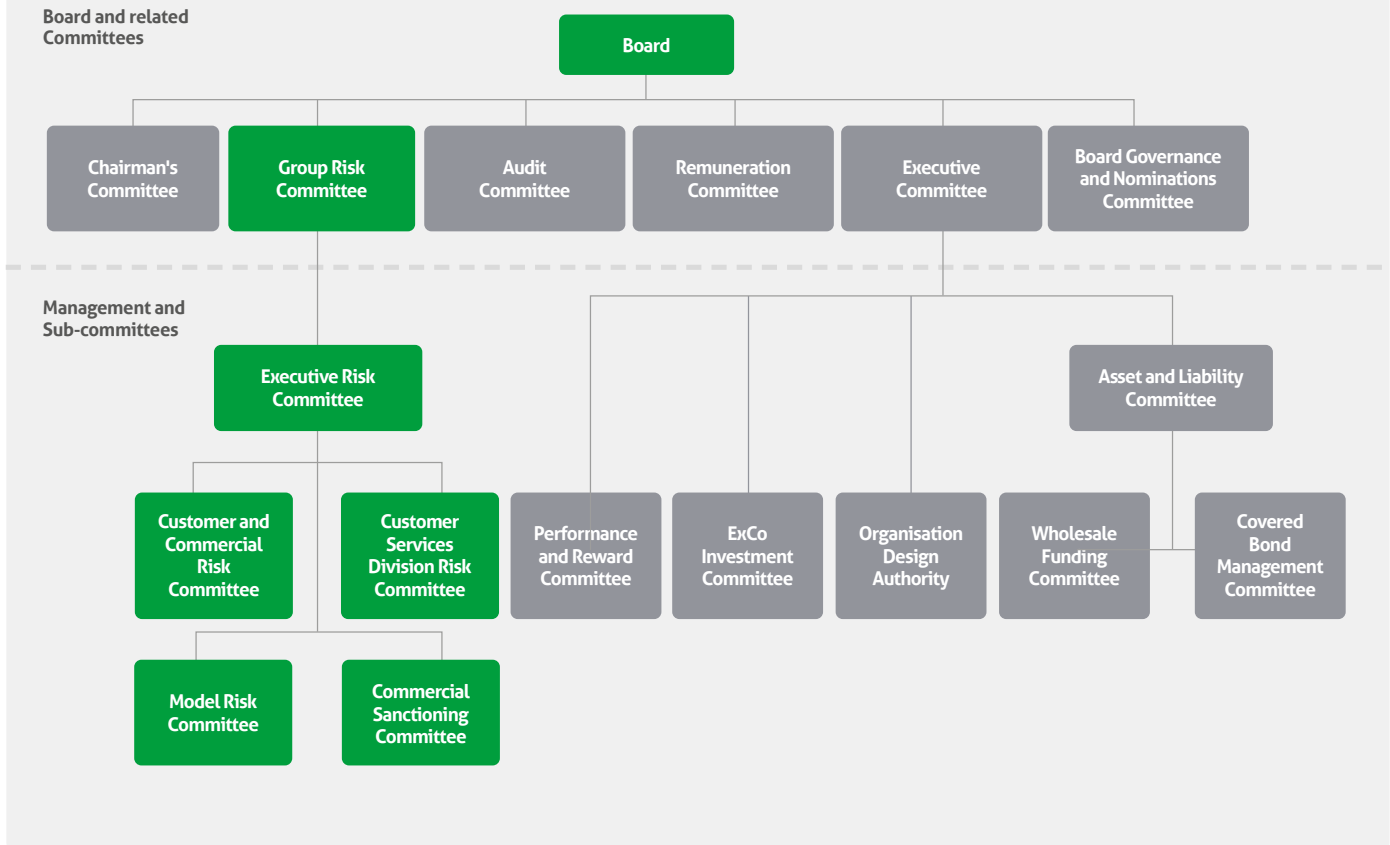 Board and related
Committees
Board
Chairman's
Committee
Group Risk
Committee
Audit
Committee
Remuneration
Committee
Executive
Committee
Board Governance
and Nominations
Committee
Management and
Sub-committees
Executive Risk
Committee
Asset and Liability
Committee
Customer and
Commercial
Risk
Committee
Customer
Services
Division Risk
Committee
Performance
and Reward
Committee
ExCo
Investment
Committee
Organisation
Design
Authority
Wholesale
Funding
Committee
Covered
Bond
Management
Committee
Model Risk
Committee
Commercial
Sanctioning
Committee